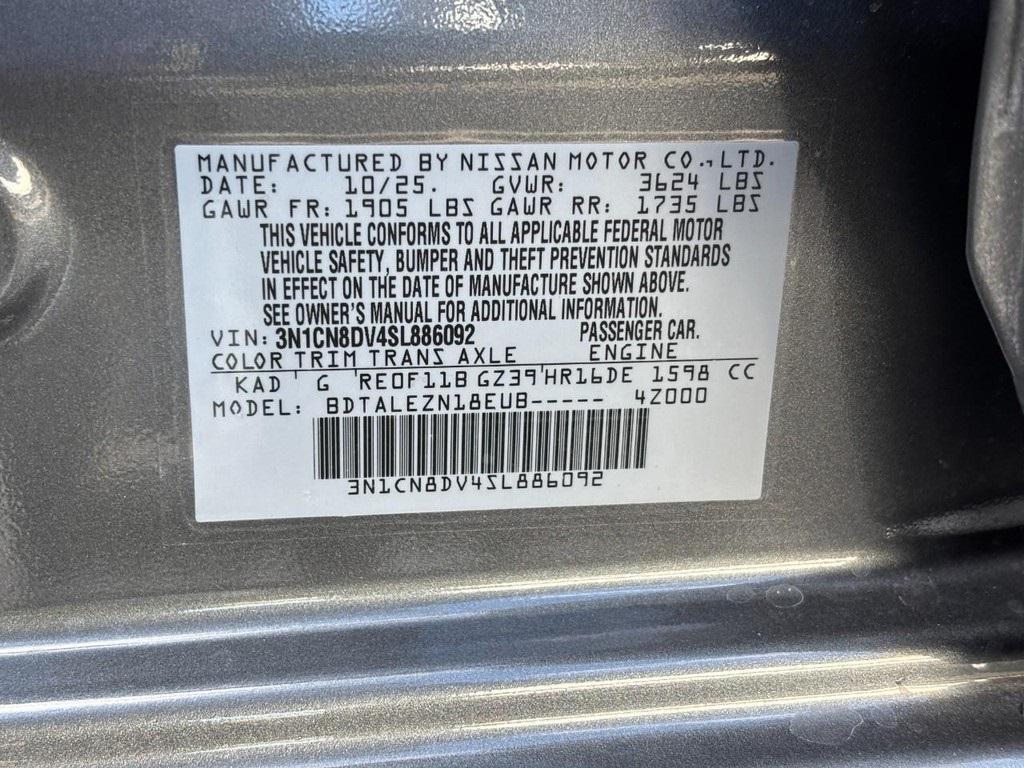 MANUFACTURED BY NISSAN MOTOR CO., LTD.
DATE: 10/25. GVWR: 3624 LBS
GAWR FR: 1905 LBS GAWR RR: 1735 LBS
THIS VEHICLE CONFORMS TO ALL APPLICABLE FEDERAL MOTOR
VEHICLE SAFETY, BUMPER AND THEFT PREVENTION STANDARDS
IN EFFECT ON THE DATE OF MANUFACTURE SHOWN ABOVE.
SEE OWNER'S MANUAL FOR ADDITIONAL INFORMATION.
VIN: 3N1CN8DV4SL886092 PASSENGER CAR.
COLOR TRIM TRANS AXLE ENGINE
KAD G RE0F11B GZ39 HR16DE 1598 CC
MODEL: BDTALEZN18EUB----- 4Z000
3N1CN8DV4SL886092